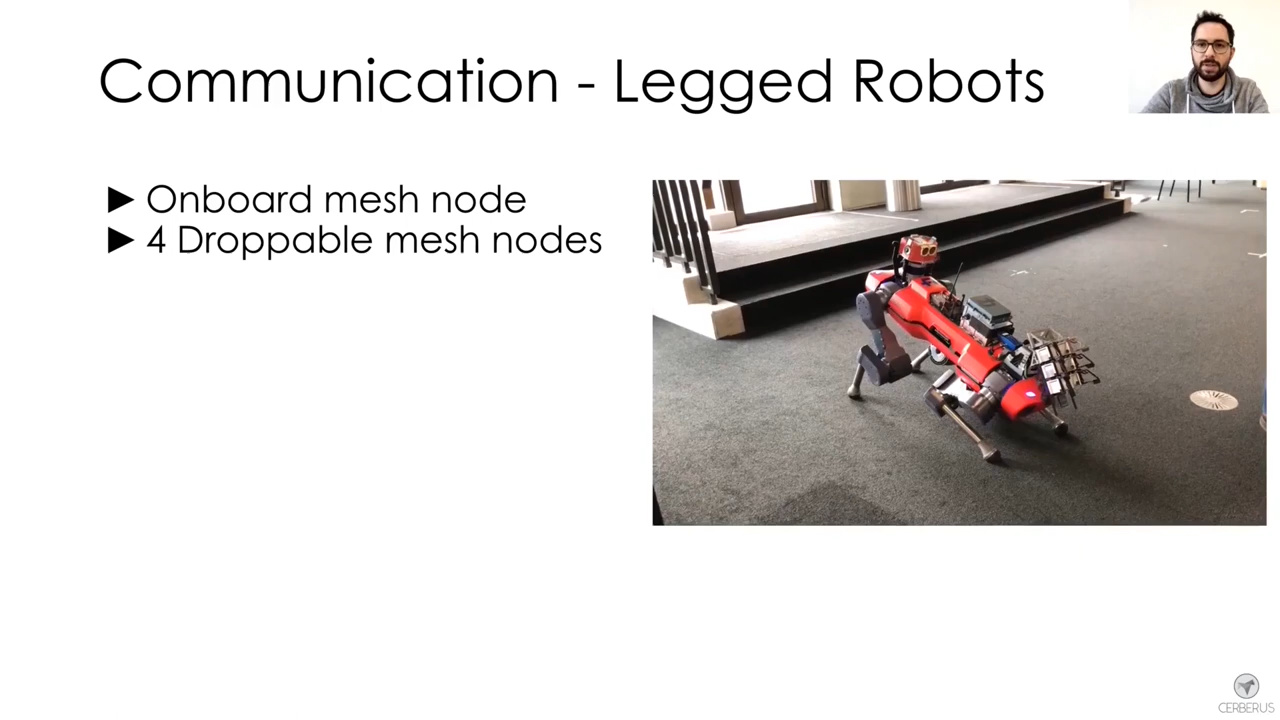 Communication - Legged Robots
► Onboard mesh node
► 4 Droppable mesh nodes
CERBERUS